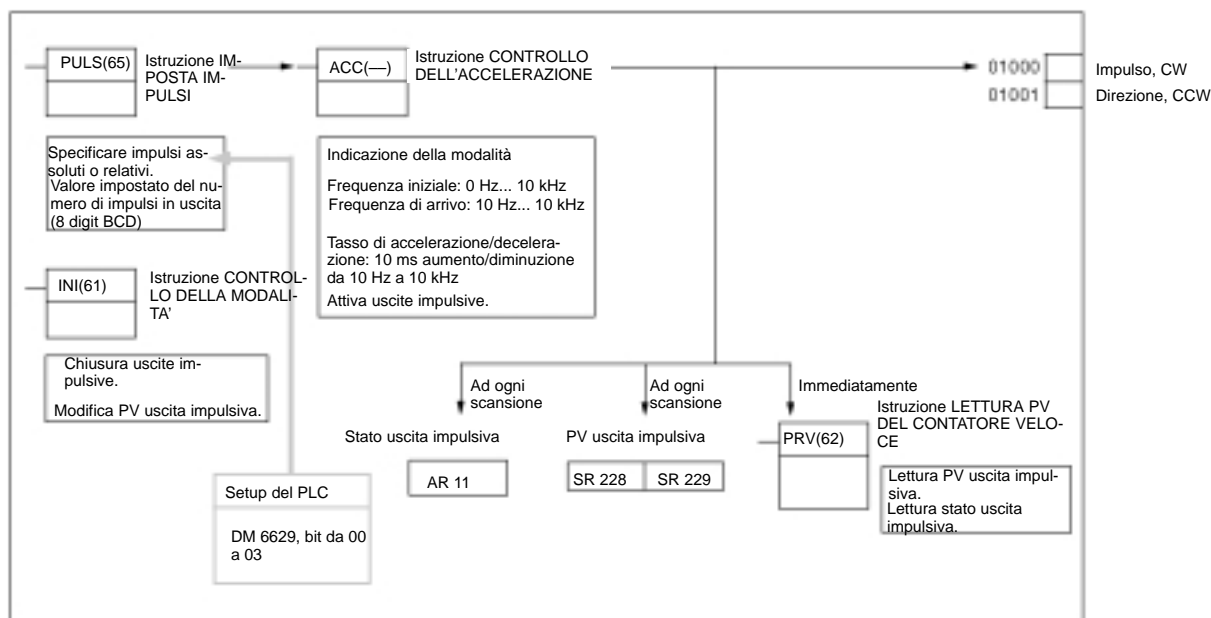 PULS(65)
Istruzione IM-
POSTA IM-
PULSI
ACC(—)
Istruzione CONTROLLO
DELL'ACCELERAZIONE
01000
Impulso, CW
01001
Direzione, CCW
Specificare impulsi as-
soluti o relativi.
Valore impostato del nu-
mero di impulsi in uscita
(8 digit BCD)
Indicazione della modalità
Frequenza iniziale: 0 Hz... 10 kHz
Frequenza di arrivo: 10 Hz... 10 kHz
Tasso di accelerazione/decelera-
zione: 10 ms aumento/diminuzione
da 10 Hz a 10 kHz
Attiva uscite impulsive.
INI(61)
Istruzione CONTROL-
LO DELLA MODALI-
TA'
Chiusura uscite im-
pulsive.
Modifica PV uscita impulsiva.
Ad ogni
scansione
Ad ogni
scansione
Immediatamente
Stato uscita impulsiva
AR 11
PV uscita impulsiva
SR 228
SR 229
PRV(62)
Istruzione LETTURA PV
DEL CONTATORE VELO-
CE
Lettura PV uscita impul-
siva.
Lettura stato uscita
impulsiva.
Setup del PLC
DM 6629, bit da 00
a 03